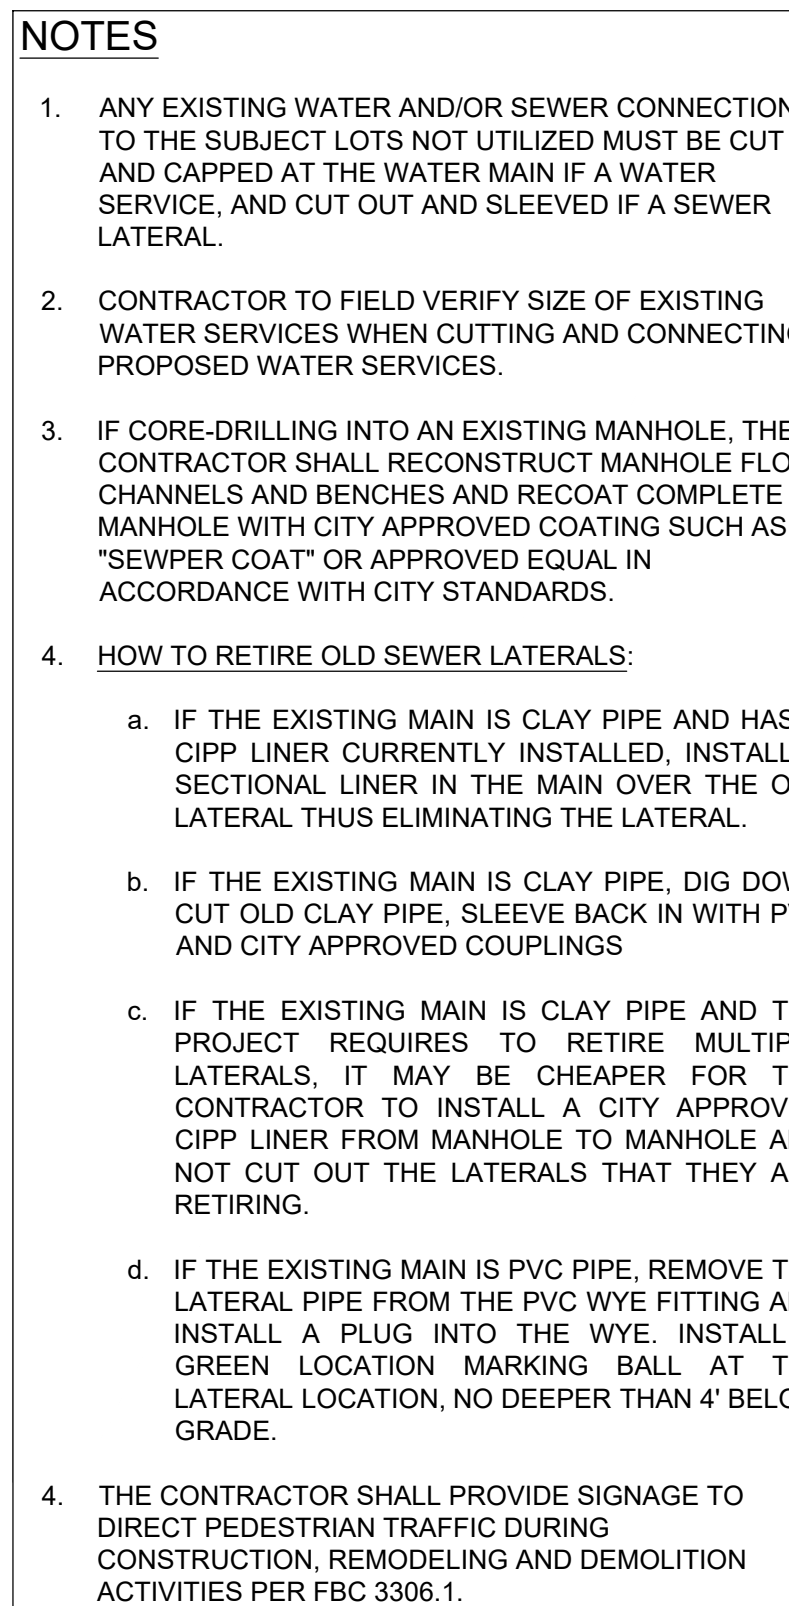 NOTES
1. ANY EXISTING WATER AND/OR SEWER CONNECTION
TO THE SUBJECT LOTS NOT UTILIZED MUST BE CUT
AND CAPPED AT THE WATER MAIN IF A WATER
SERVICE, AND CUT OUT AND SLEEVED IF A SEWER
LATERAL.
2. CONTRACTOR TO FIELD VERIFY SIZE OF EXISTING
WATER SERVICES WHEN CUTTING AND CONNECTING
PROPOSED WATER SERVICES.
3. IF CORE-DRILLING INTO AN EXISTING MANHOLE, THE
CONTRACTOR SHALL RECONSTRUCT MANHOLE FLO
CHANNELS AND BENCHES AND RECOAT COMPLETE
MANHOLE WITH CITY APPROVED COATING SUCH AS
"SEWPER COAT" OR APPROVED EQUAL IN
ACCORDANCE WITH CITY STANDARDS.
4. HOW TO RETIRE OLD SEWER LATERALS:
a. IF THE EXISTING MAIN IS CLAY PIPE AND HAS
CIPP LINER CURRENTLY INSTALLED, INSTALL
SECTIONAL LINER IN THE MAIN OVER THE O
LATERAL THUS ELIMINATING THE LATERAL.
b. IF THE EXISTING MAIN IS CLAY PIPE, DIG DOW
CUT OLD CLAY PIPE, SLEEVE BACK IN WITH PV
AND CITY APPROVED COUPLINGS
c. IF THE EXISTING MAIN IS CLAY PIPE AND T
PROJECT REQUIRES TO RETIRE MULTIP
LATERALS, IT MAY BE CHEAPER FOR T
CONTRACTOR TO INSTALL A CITY APPROV
CIPP LINER FROM MANHOLE TO MANHOLE A
NOT CUT OUT THE LATERALS THAT THEY A
RETIRING.
d. IF THE EXISTING MAIN IS PVC PIPE, REMOVE T
LATERAL PIPE FROM THE PVC WYE FITTING A
INSTALL A PLUG INTO THE WYE. INSTALL
GREEN LOCATION MARKING BALL AT T
LATERAL LOCATION, NO DEEPER THAN 4' BELO
GRADE.
4. THE CONTRACTOR SHALL PROVIDE SIGNAGE TO
DIRECT PEDESTRIAN TRAFFIC DURING
CONSTRUCTION, REMODELING AND DEMOLITION
ACTIVITIES PER FBC 3306.1.